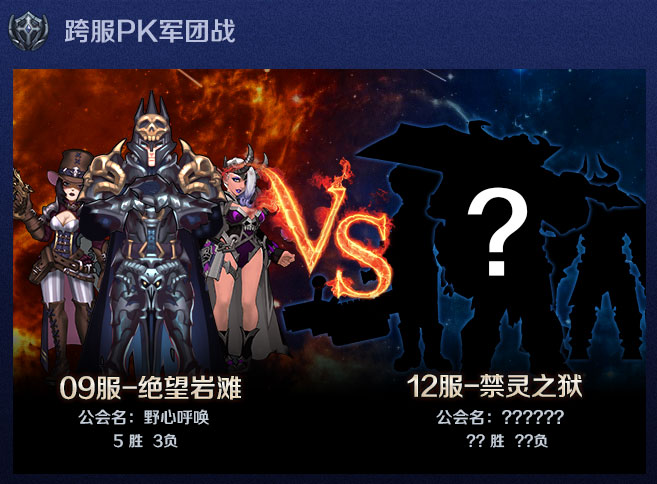 跨服PK军团战
VS
?
09服-绝望岩滩
12服-禁灵之狱
公会名：野心呼唤
公会名：??????
5 胜 3负
?? 胜 ??负